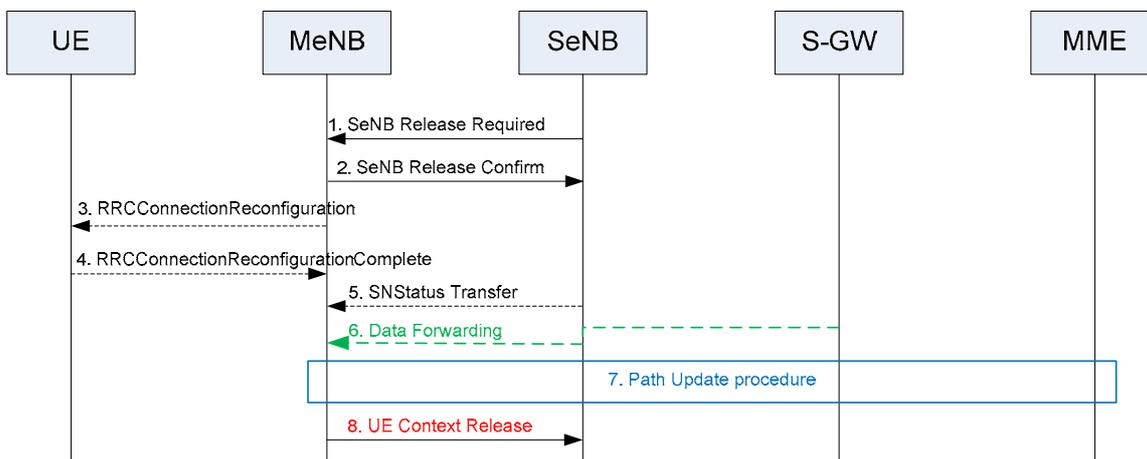 UE
MeNB
SeNB
S-GW
MME
1. SeNB Release Required
2. SeNB Release Confirm
3. RRCConnectionReconfiguration
4. RRCConnectionReconfigurationComplete
5. SNStatus Transfer
6. Data Forwarding
7. Path Update procedure
8. UE Context Release